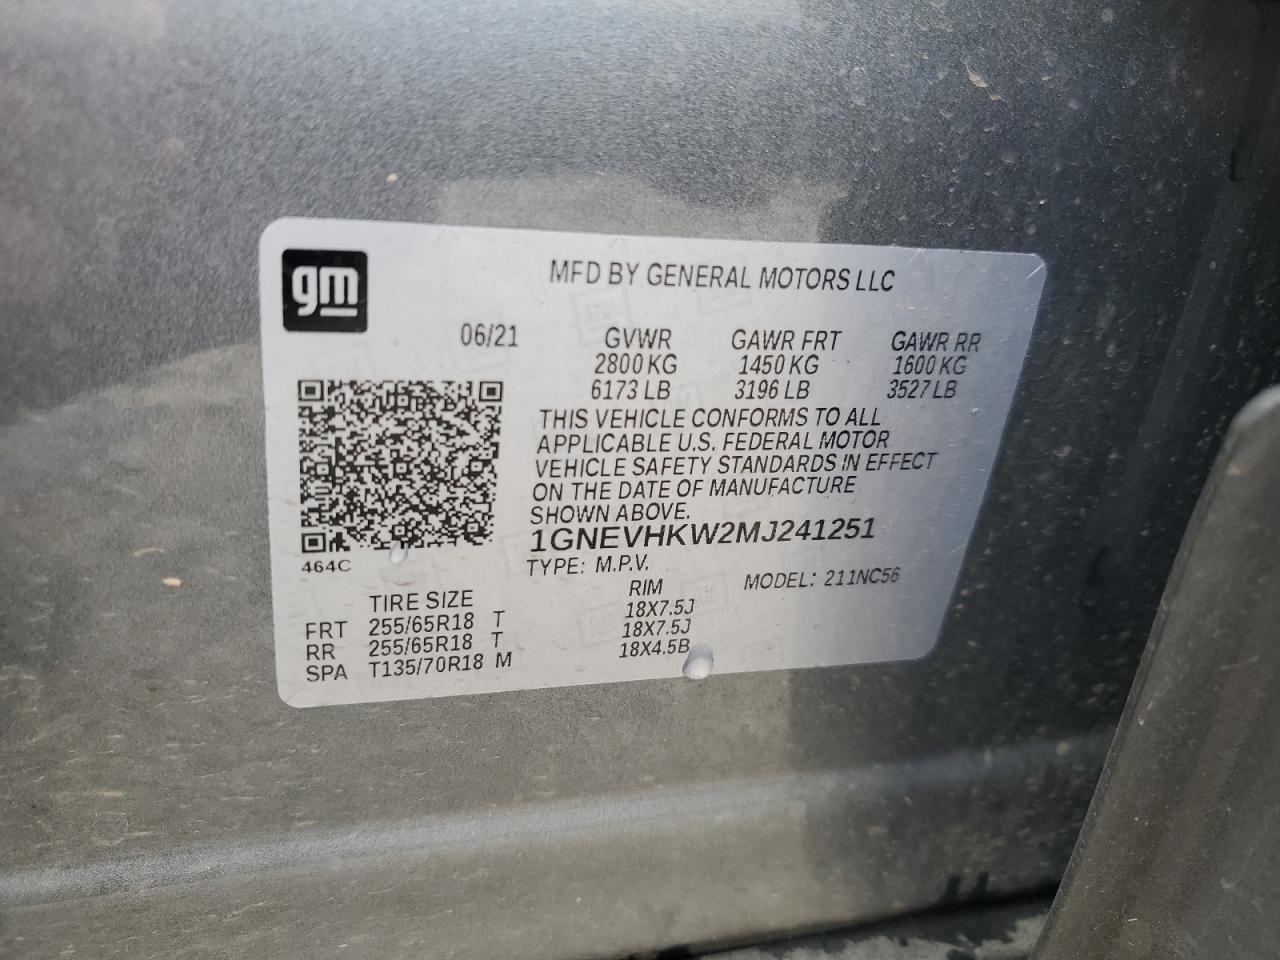 gm
MFD BY GENERAL MOTORS LLC
06/21 GVWR GAWR FRT GAWR RR
2800 KG 1450 KG 1600 KG
6173 LB 3196 LB 3527 LB
THIS VEHICLE CONFORMS TO ALL
APPLICABLE U.S. FEDERAL MOTOR
VEHICLE SAFETY STANDARDS IN EFFECT
ON THE DATE OF MANUFACTURE
SHOWN ABOVE.
1GNEVHKW2MJ241251
464C
TYPE: M.P.V. MODEL: 211NC56
TIRE SIZE RIM
FRT 255/65R18 T 18X7.5J
RR 255/65R18 T 18X7.5J
SPA T135/70R18 M 18X4.5B